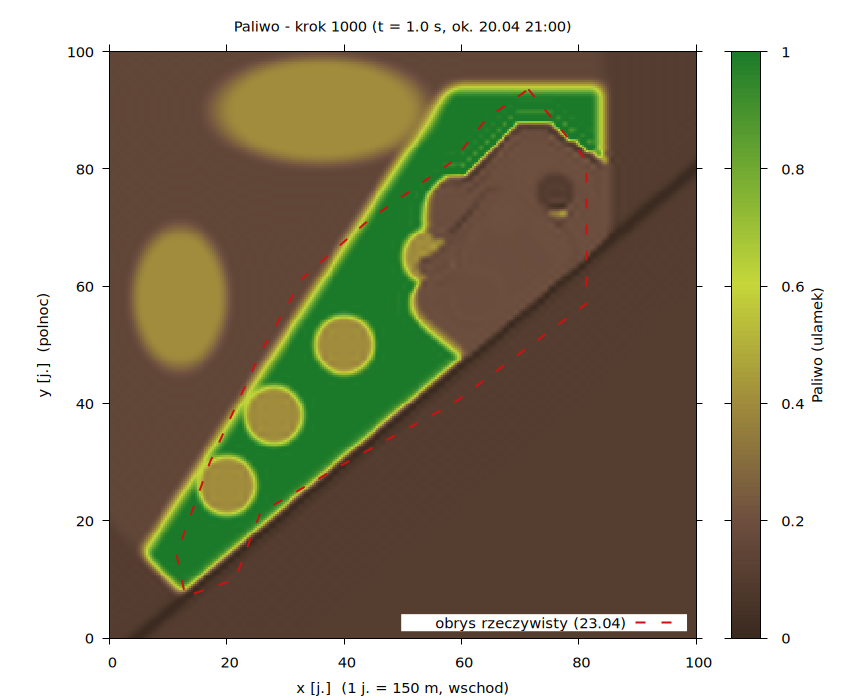 Paliwo - krok 1000 (t = 1.0 s, ok. 20.04 21:00)
100
80
60
40
20
0
y [j.] (polnoc)
0 20 40 60 80 100
x [j.] (1 j. = 150 m, wschod)
obrys rzeczywisty (23.04)
1
0.8
0.6
0.4
0.2
0
Paliwo (ulamek)